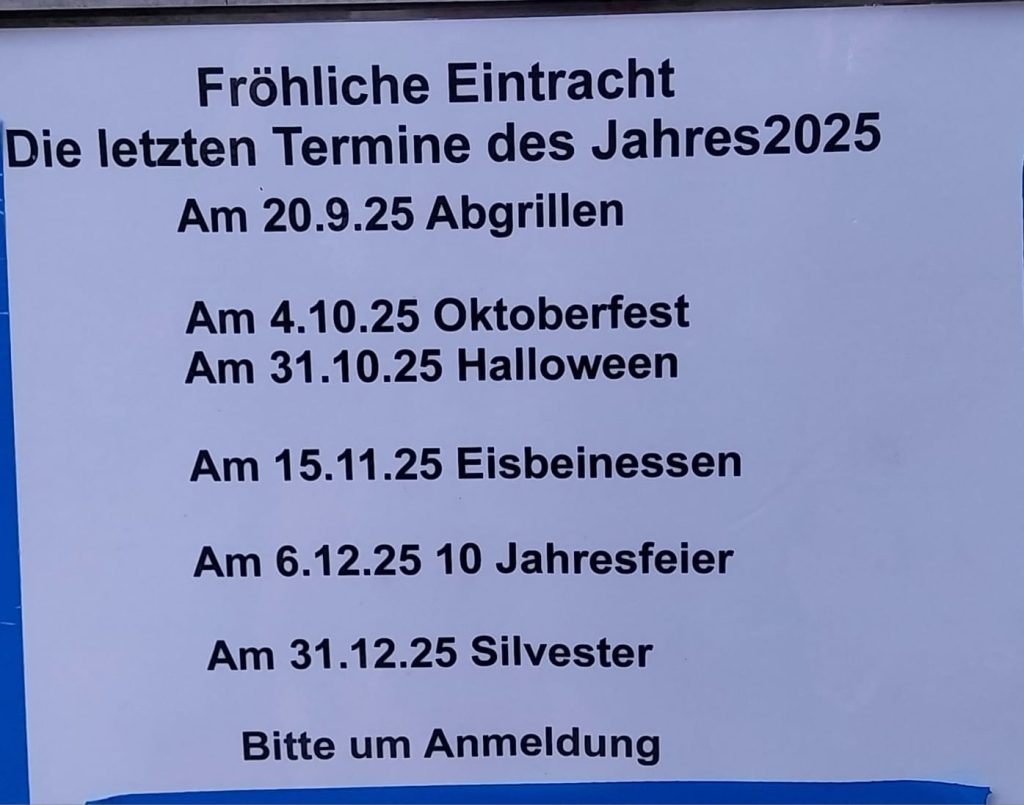 Fröhliche Eintracht
Die letzten Termine des Jahres2025
Am 20.9.25 Abgrillen
Am 4.10.25 Oktoberfest
Am 31.10.25 Halloween
Am 15.11.25 Eisbeinessen
Am 6.12.25 10 Jahresfeier
Am 31.12.25 Silvester
Bitte um Anmeldung